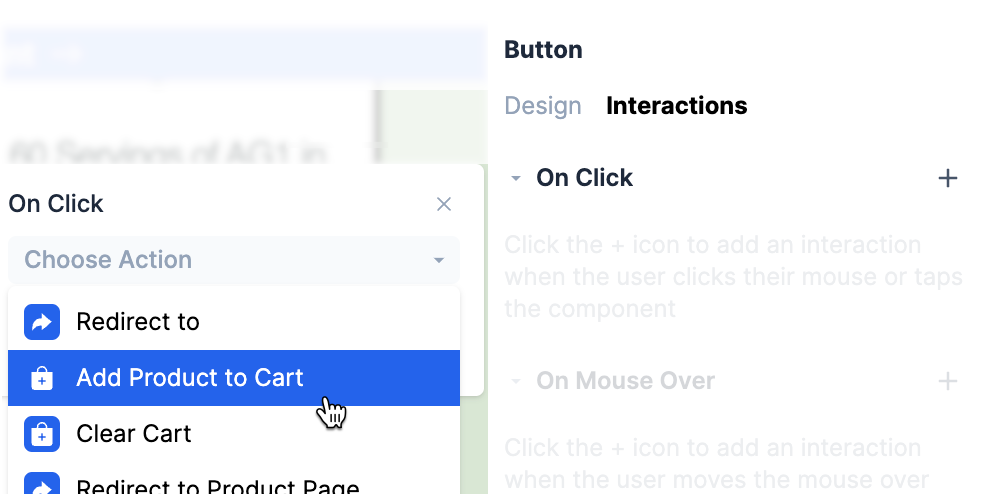 60 Servings of AG1 in
On Click
Choose Action
Redirect to
Add Product to Cart
Clear Cart
Redirect to Product Page
Button
Design Interactions
On Click
Click the + icon to add an interaction
when the user clicks their mouse or taps
the component
On Mouse Over
Click the + icon to add an interaction
when the user moves the mouse over